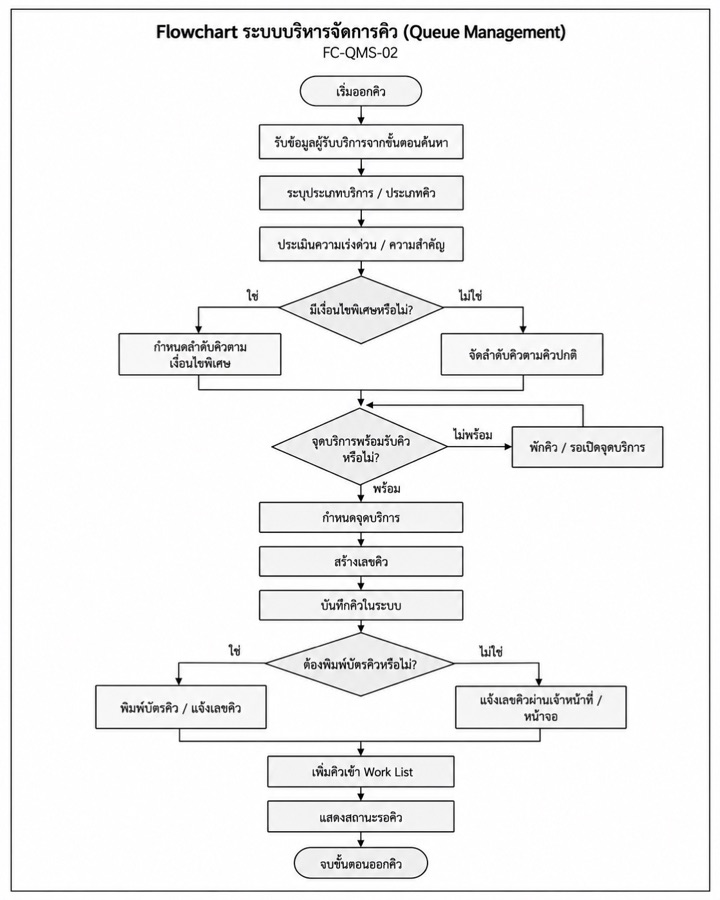 Flowchart ระบบบริหารจัดการคิว (Queue Management)
FC-QMS-02
เริ่มออกคิว
รับข้อมูลผู้รับบริการจากขั้นตอนค้นหา
ระบุประเภทบริการ / ประเภทคิว
ประเมินความเร่งด่วน / ความสำคัญ
ใช่
ไม่ใช่
มีเงื่อนไขพิเศษหรือไม่?
กำหนดลำดับคิวตาม
เงื่อนไขพิเศษ
จัดลำดับคิวตามคิวปกติ
จุดบริการพร้อมรับคิว
หรือไม่?
ไม่พร้อม
พักคิว / รอเปิดจุดบริการ
พร้อม
กำหนดจุดบริการ
สร้างเลขคิว
บันทึกคิวในระบบ
ใช่
ไม่ใช่
ต้องพิมพ์บัตรคิวหรือไม่?
พิมพ์บัตรคิว / แจ้งเลขคิว
แจ้งเลขคิวผ่านเจ้าหน้าที่ /
หน้าจอ
เพิ่มคิวเข้า Work List
แสดงสถานะรอคิว
จบขั้นตอนออกคิว